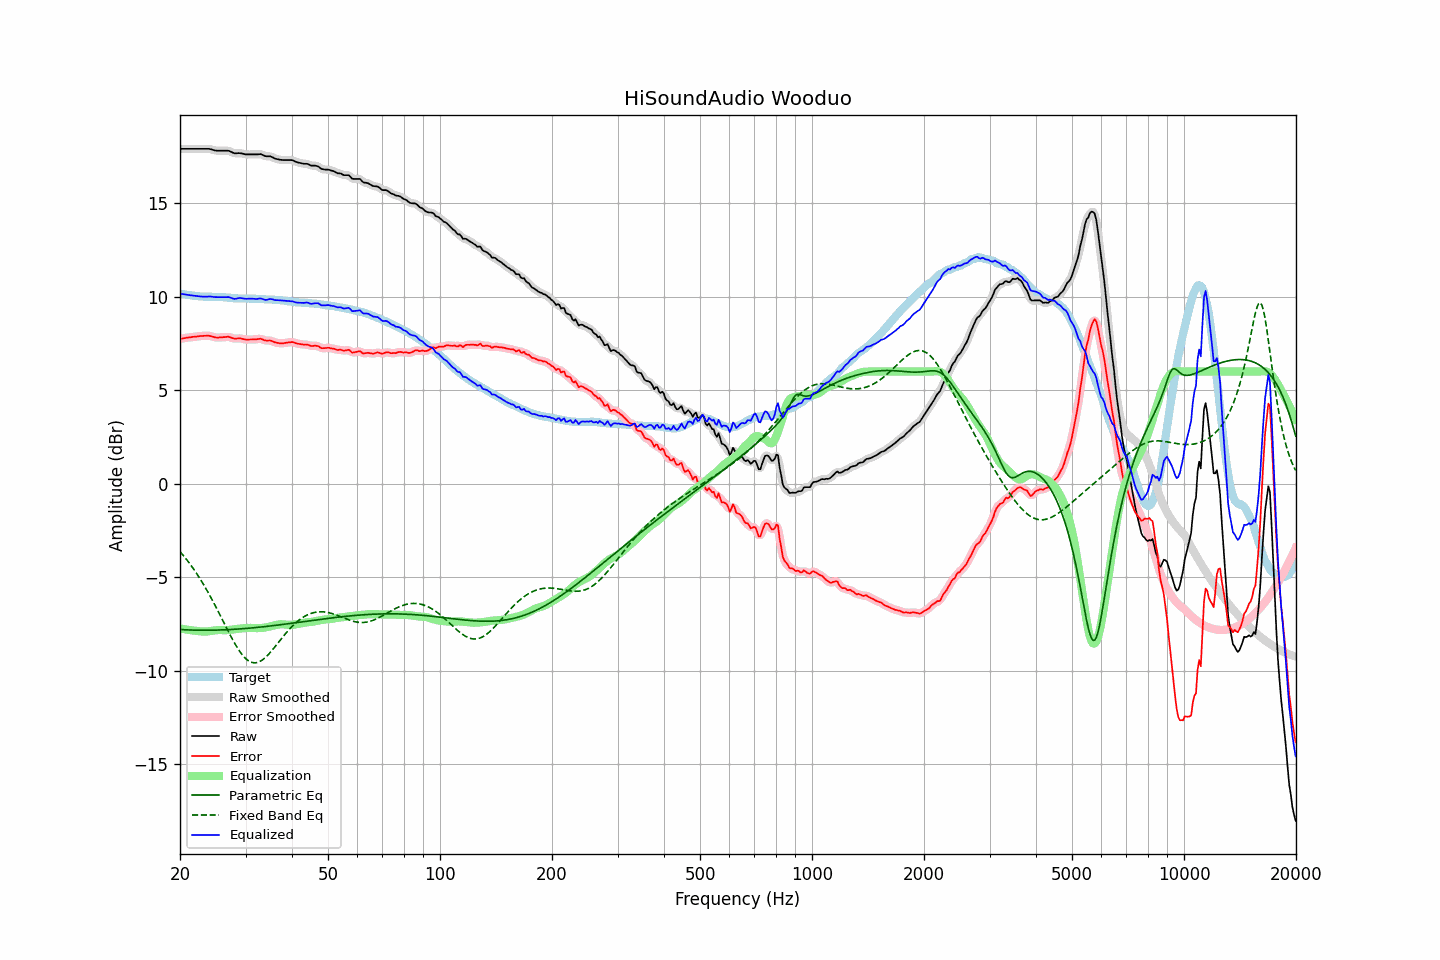 HiSoundAudio Wooduo
Amplitude (dBr)
15
10
5
0
−5
−10
−15
Target
Raw Smoothed
Error Smoothed
Raw
Error
Equalization
Parametric Eq
Fixed Band Eq
Equalized
20
50
100
200
500
1000
2000
5000
10000
20000
Frequency (Hz)